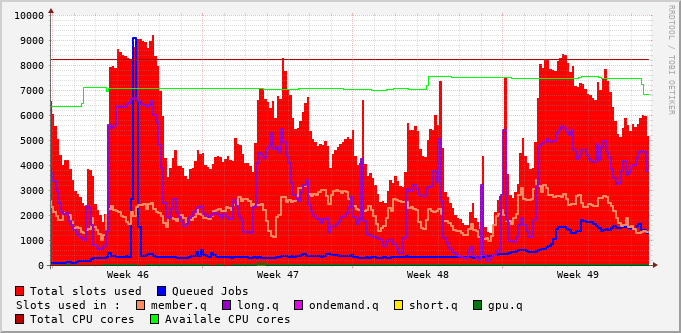 RRDTOOL / TOBI OETIKER
10000
9000
8000
7000
6000
5000
4000
3000
2000
1000
0
Week 46 Week 47 Week 48 Week 49
Total slots used Queued Jobs
Slots used in : member.q long.q ondemand.q short.q gpu.q
Total CPU cores Availale CPU cores